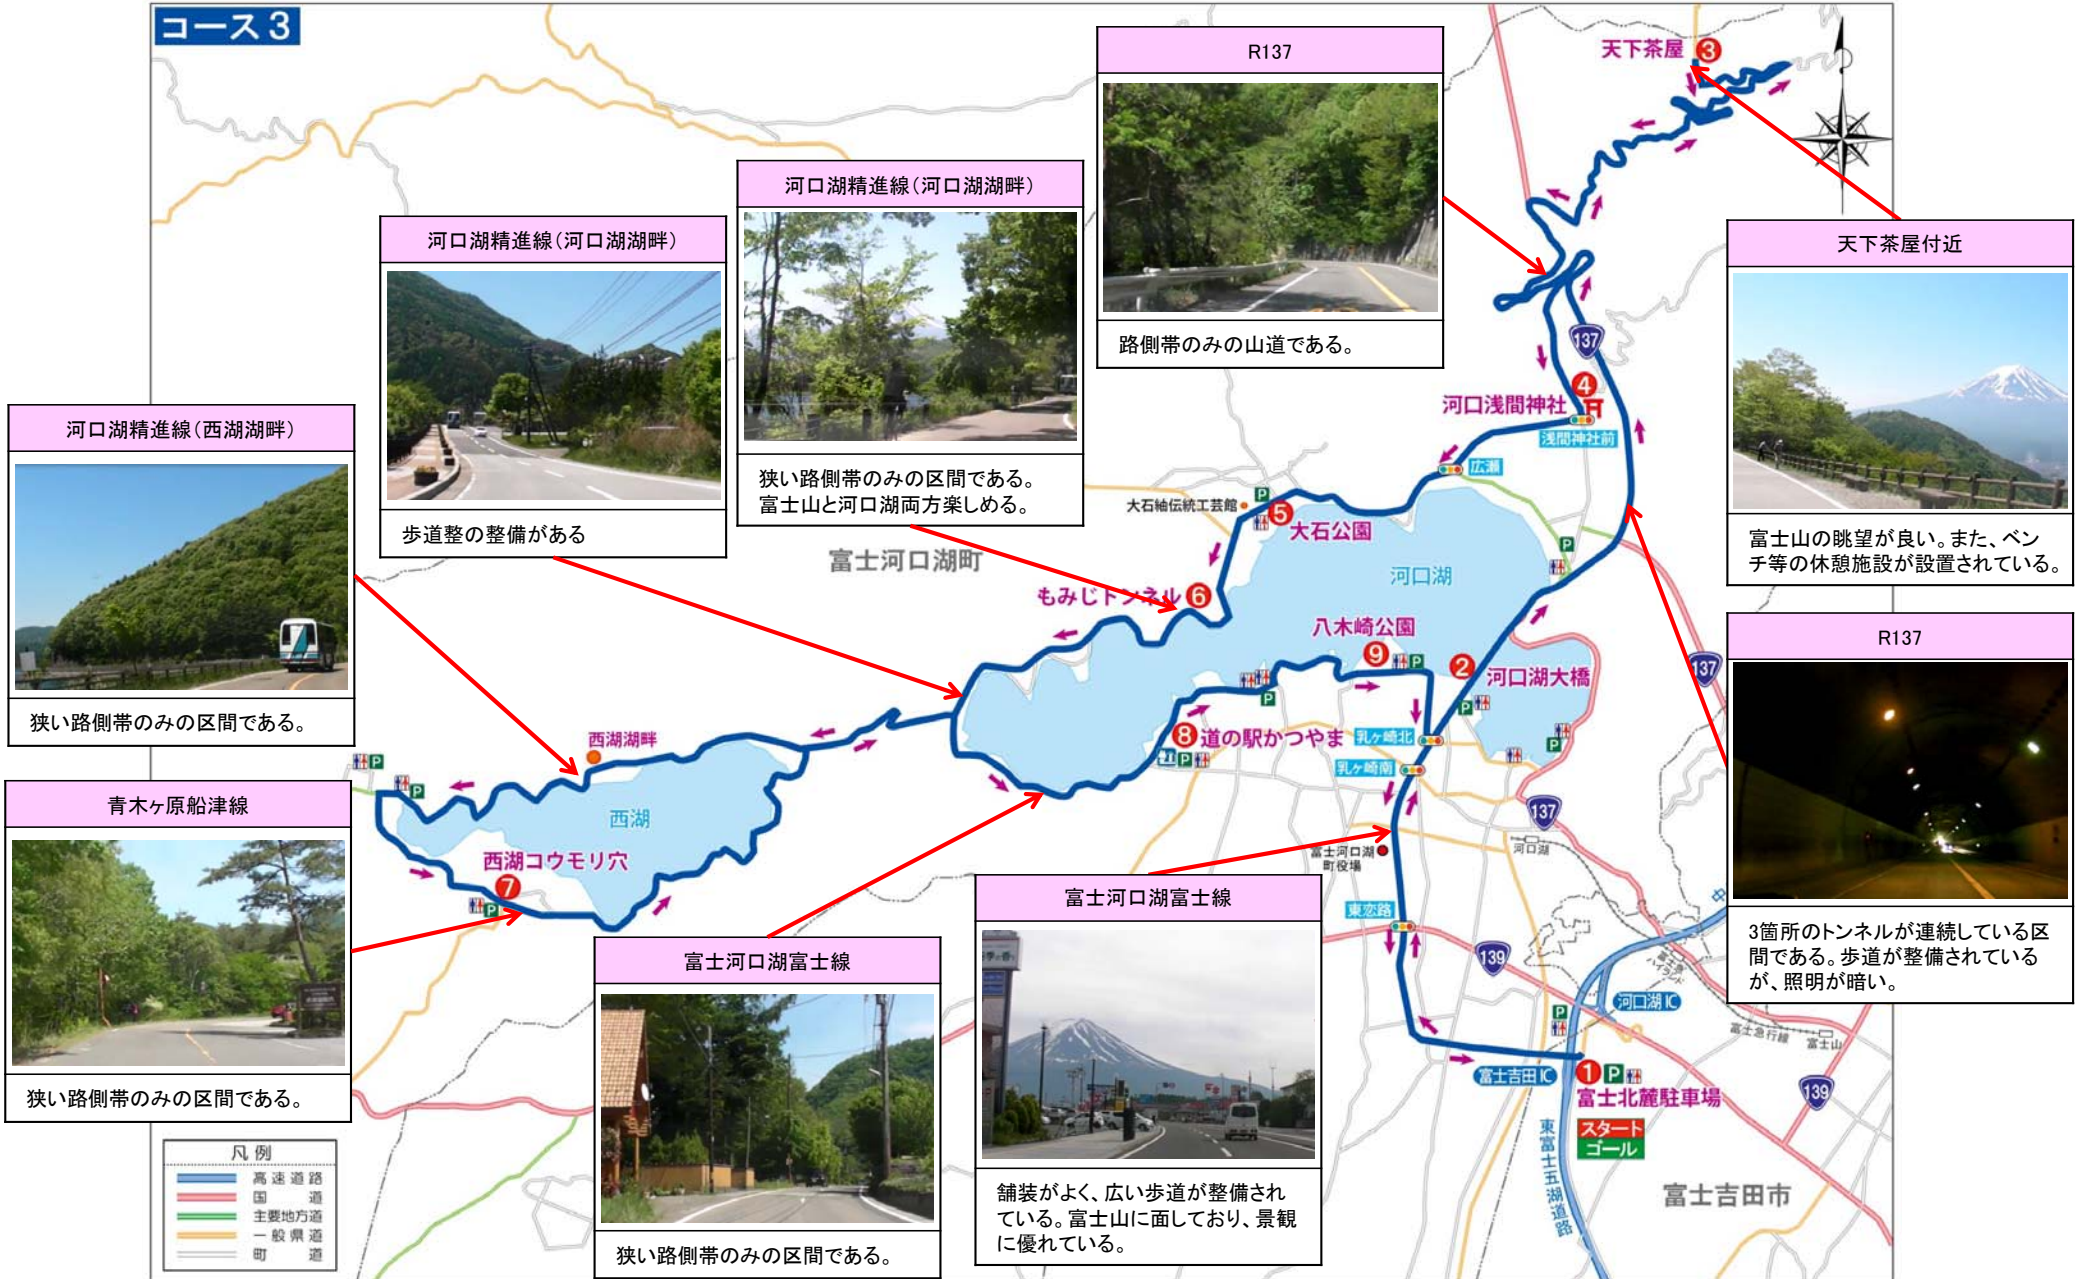 コース3
R137
路側帯のみの山道である。
天下茶屋
3
天下茶屋付近
富士山の眺望が良い。また、ベン
チ等の休憩施設が設置されている。
河口湖精進線(河口湖湖畔)
狭い路側帯のみの区間である。
富士山と河口湖両方楽しめる。
河口湖精進線(河口湖湖畔)
歩道整の整備がある
河口湖精進線(西湖湖畔)
狭い路側帯のみの区間である。
137
4
河口浅間神社
浅間神社前
広瀬
P
大石紬伝統工芸館
5
大石公園
富士河口湖町
P
河口湖
もみじトンネル
6
八木崎公園
9
P
2
河口湖大橋
137
P
P
P
R137
3箇所のトンネルが連続している区
間である。歩道が整備されている
が、照明が暗い。
西湖湖畔
8
道の駅かつやま
P
乳ヶ崎北
乳ヶ崎南
P
P
西湖
137
河口湖
富士河口湖
町役場
青木ヶ原船津線
狭い路側帯のみの区間である。
西湖コウモリ穴
7
P
富士河口湖富士線
狭い路側帯のみの区間である。
富士河口湖富士線
舗装がよく、広い歩道が整備され
ている。富士山に面しており、景観
に優れている。
東恋路
139
河口湖IC
P
富士急行線
富士山
富士吉田IC
1
P
富士北麓駐車場
139
スタート
ゴール
東富士五湖道路
富士吉田市
凡例
高速道路
国道
主要地方道
一般県道
町道